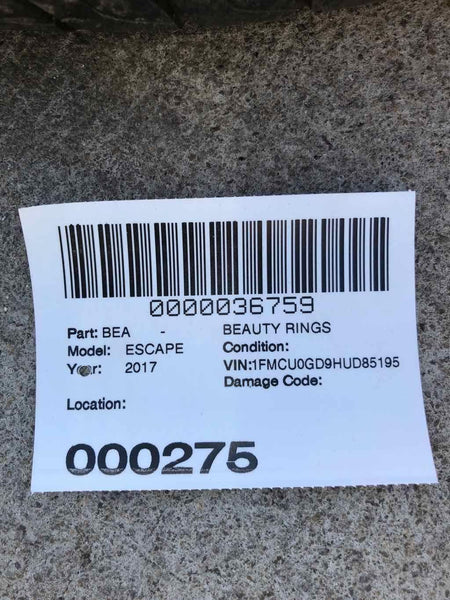 0000036759
Part: BEA - BEAUTY RINGS
Model: ESCAPE Condition:
Year: 2017 VIN:1FMCU0GD9HUD85195
Damage Code:
Location:
000275